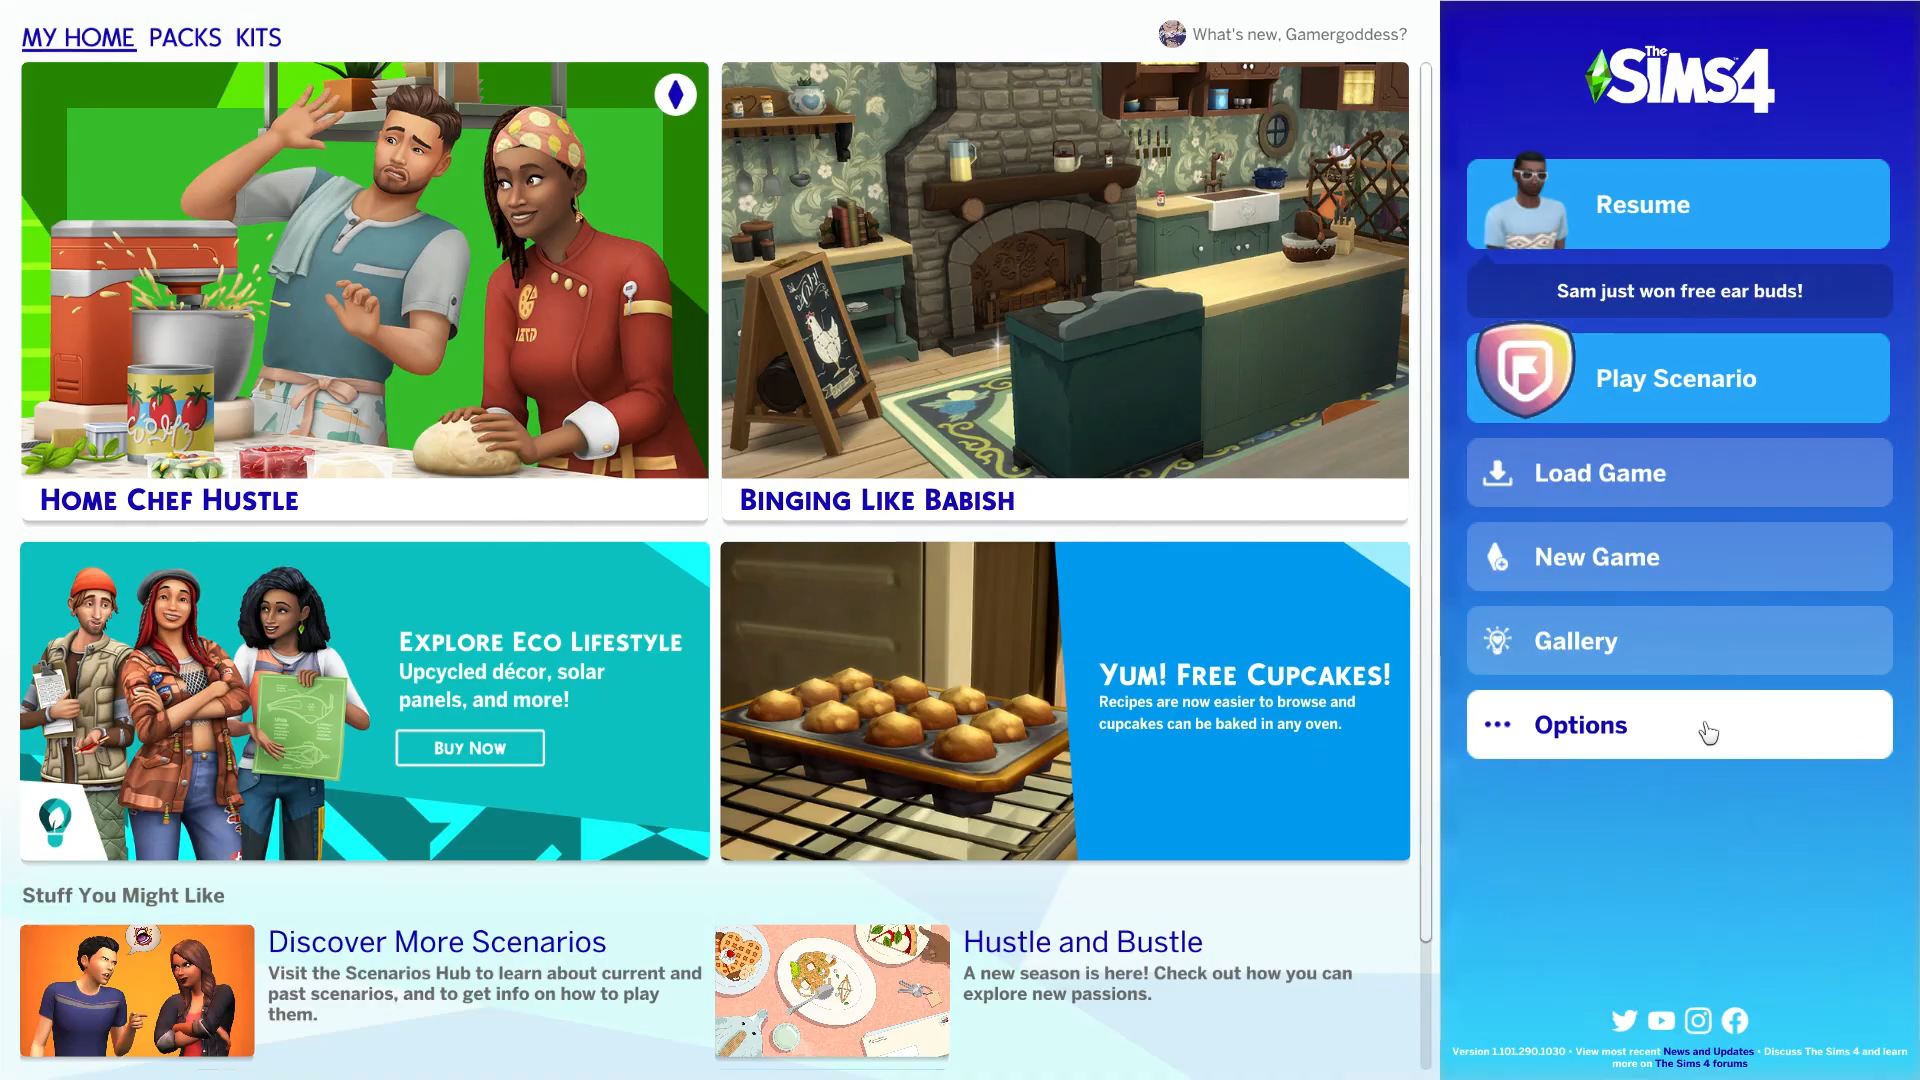 MY HOME PACKS KITS
What's new, Gamergoddess?
HOME CHEF HUSTLE
BINGING LIKE BABISH
EXPLORE ECO LIFESTYLE
Upcycled décor, solar
panels, and more!
BUY NOW
YUM! FREE CUPCAKES!
Recipes are now easier to browse and
cupcakes can be baked in any oven.
Stuff You Might Like
Discover More Scenarios
Visit the Scenarios Hub to learn about current and
past scenarios, and to get info on how to play
them.
Hustle and Bustle
A new season is here! Check out how you can
explore new passions.
The
SIMS 4
Resume
Sam just won free ear buds!
Play Scenario
Load Game
New Game
Gallery
Options
Version 1.101.290.1030 • View most recent News and Updates • Discuss The Sims 4 and learn
more on The Sims 4 forums